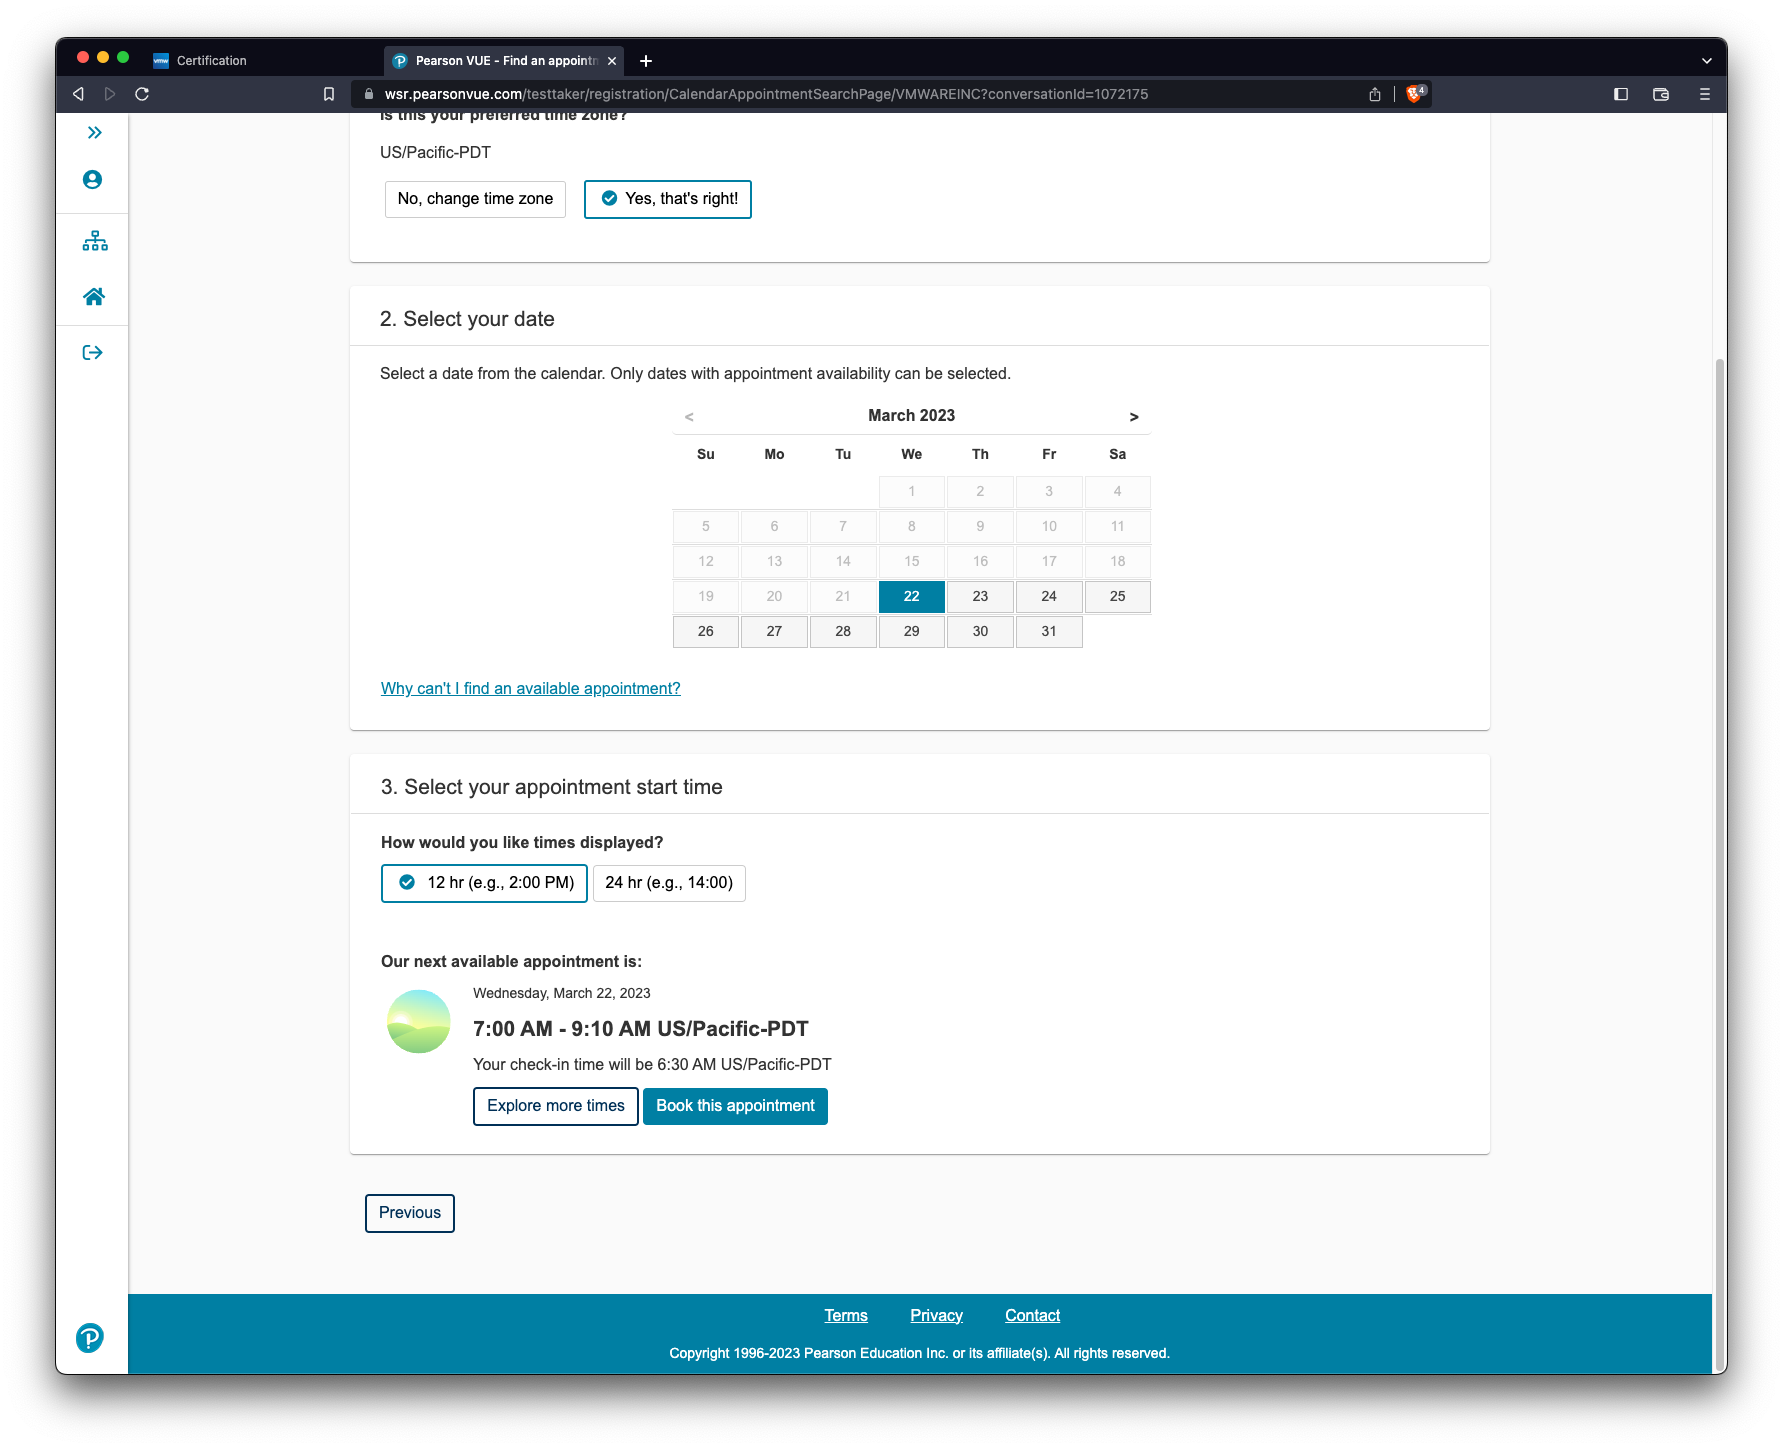 Certification
Pearson VUE - Find an appointn
wsr.pearsonvue.com/testtaker/registration/CalendarAppointmentSearchPage/VMWAREINC?conversationId=1072175
4
Is this your preferred time zone?
US/Pacific-PDT
No, change time zone
Yes, that's right!
2. Select your date
Select a date from the calendar. Only dates with appointment availability can be selected.
< March 2023 >
Su Mo Tu We Th Fr Sa
1 2 3 4
5 6 7 8 9 10 11
12 13 14 15 16 17 18
19 20 21 22 23 24 25
26 27 28 29 30 31
Why can't I find an available appointment?
3. Select your appointment start time
How would you like times displayed?
12 hr (e.g., 2:00 PM)
24 hr (e.g., 14:00)
Our next available appointment is:
Wednesday, March 22, 2023
7:00 AM - 9:10 AM US/Pacific-PDT
Your check-in time will be 6:30 AM US/Pacific-PDT
Explore more times
Book this appointment
Previous
Terms Privacy Contact
Copyright 1996-2023 Pearson Education Inc. or its affiliate(s). All rights reserved.